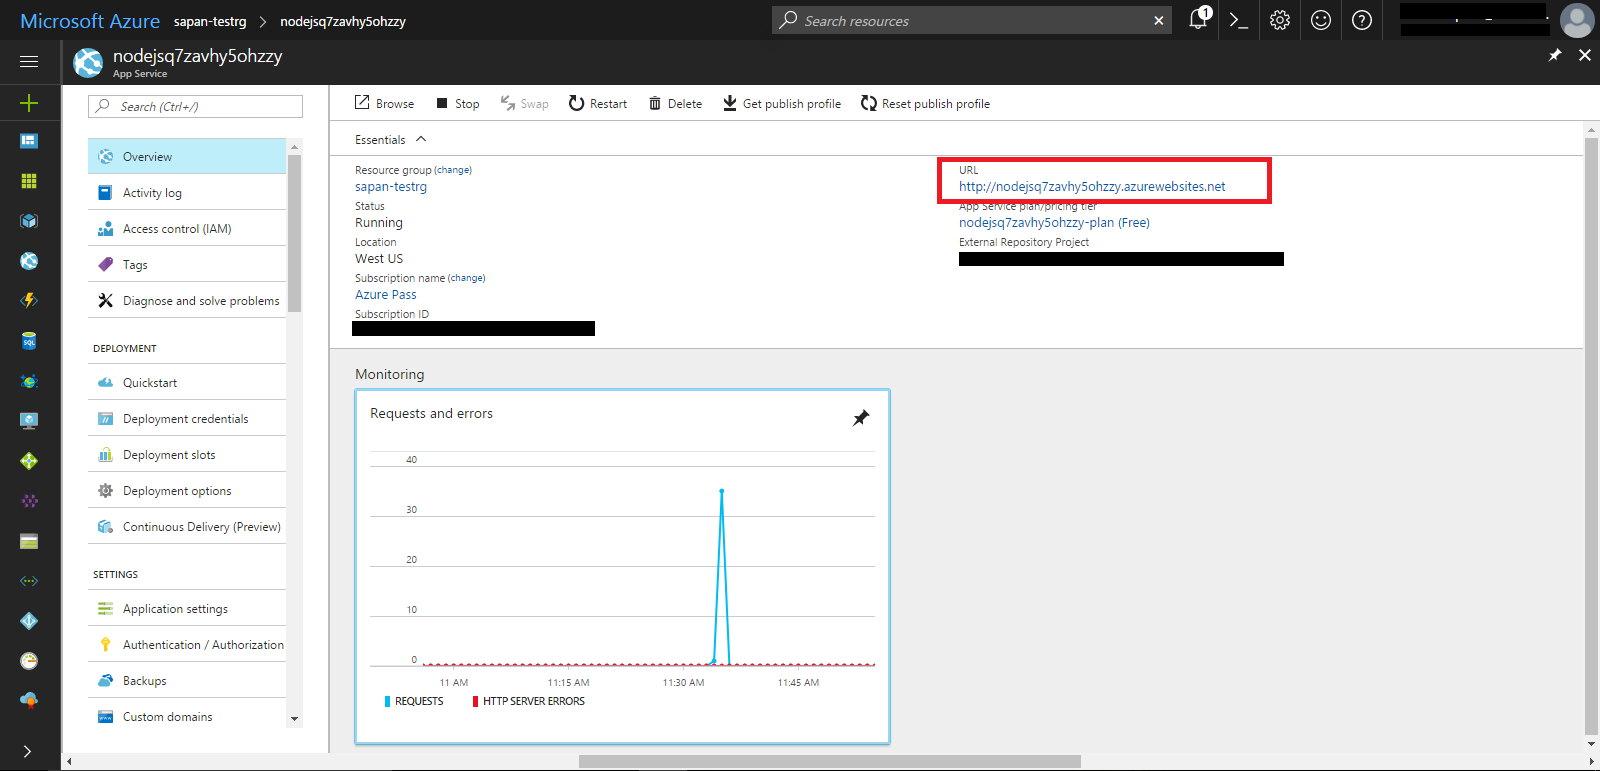 Microsoft Azure sapan-testrg > nodejsq7zavhy5ohzzy
Search resources
1
nodejsq7zavhy5ohzzy
App Service
Search (Ctrl+/)
Overview
Activity log
Access control (IAM)
Tags
Diagnose and solve problems
DEPLOYMENT
Quickstart
Deployment credentials
Deployment slots
Deployment options
Continuous Delivery (Preview)
SETTINGS
Application settings
Authentication / Authorization
Backups
Custom domains
Browse Stop Swap Restart Delete Get publish profile Reset publish profile
Essentials
Resource group (change)
sapan-testrg
Status
Running
Location
West US
Subscription name (change)
Azure Pass
Subscription ID
URL
http://nodejsq7zavhy5ohzzy.azurewebsites.net
App Service plan/pricing tier
nodejsq7zavhy5ohzzy-plan (Free)
External Repository Project
Monitoring
Requests and errors
40
30
20
10
0
11 AM 11:15 AM 11:30 AM 11:45 AM
REQUESTS HTTP SERVER ERRORS